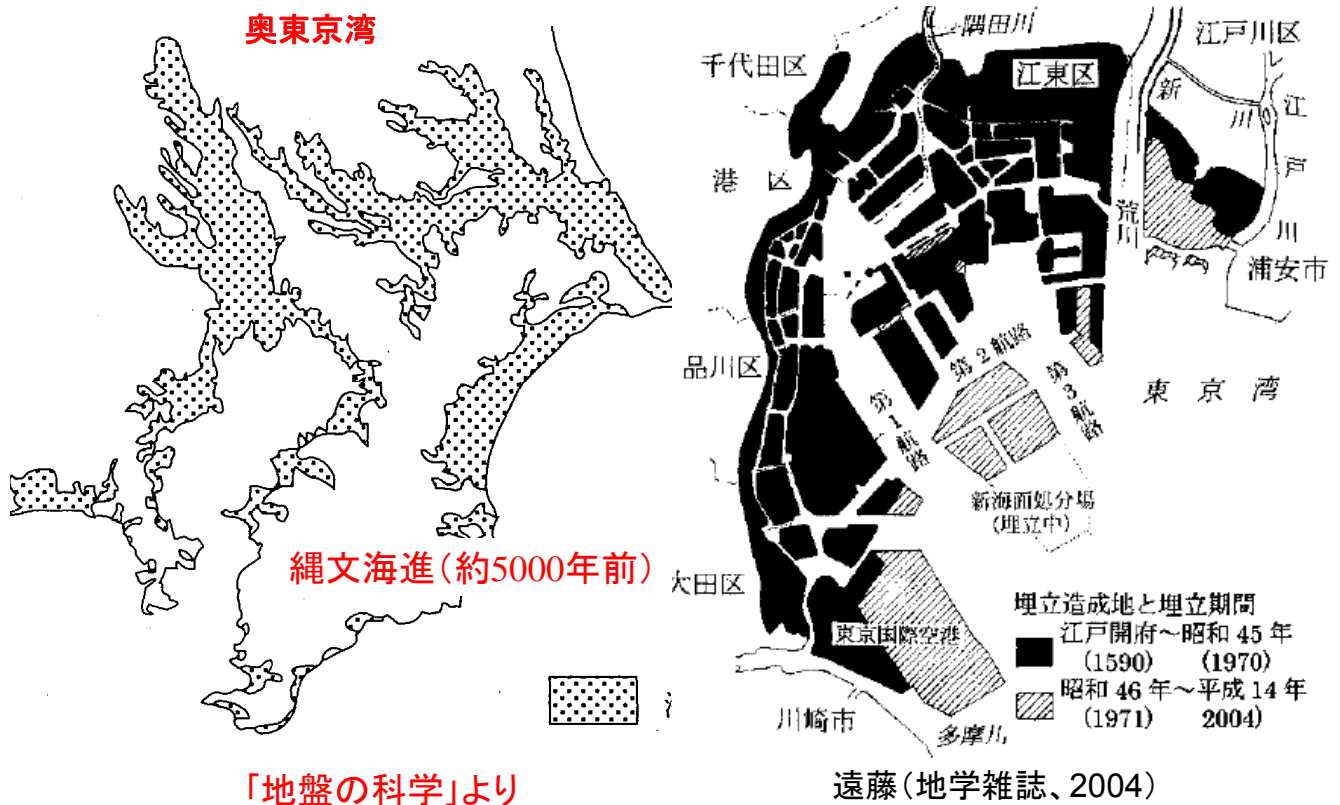 奥東京湾
縄文海進(約5000年前)
「地盤の科学」より
隅田川
千代田区
江東区
江戸川区
新川
江戸川
荒川
港区
浦安市
品川区
第1航路
第2航路
第3航路
東京湾
新海面処分場
(埋立中)
大田区
東京国際空港
川崎市
多摩川
埋立造成地と埋立期間
江戸開府～昭和45年
(1590) (1970)
昭和46年～平成14年
(1971) 2004)
遠藤(地学雑誌、2004)